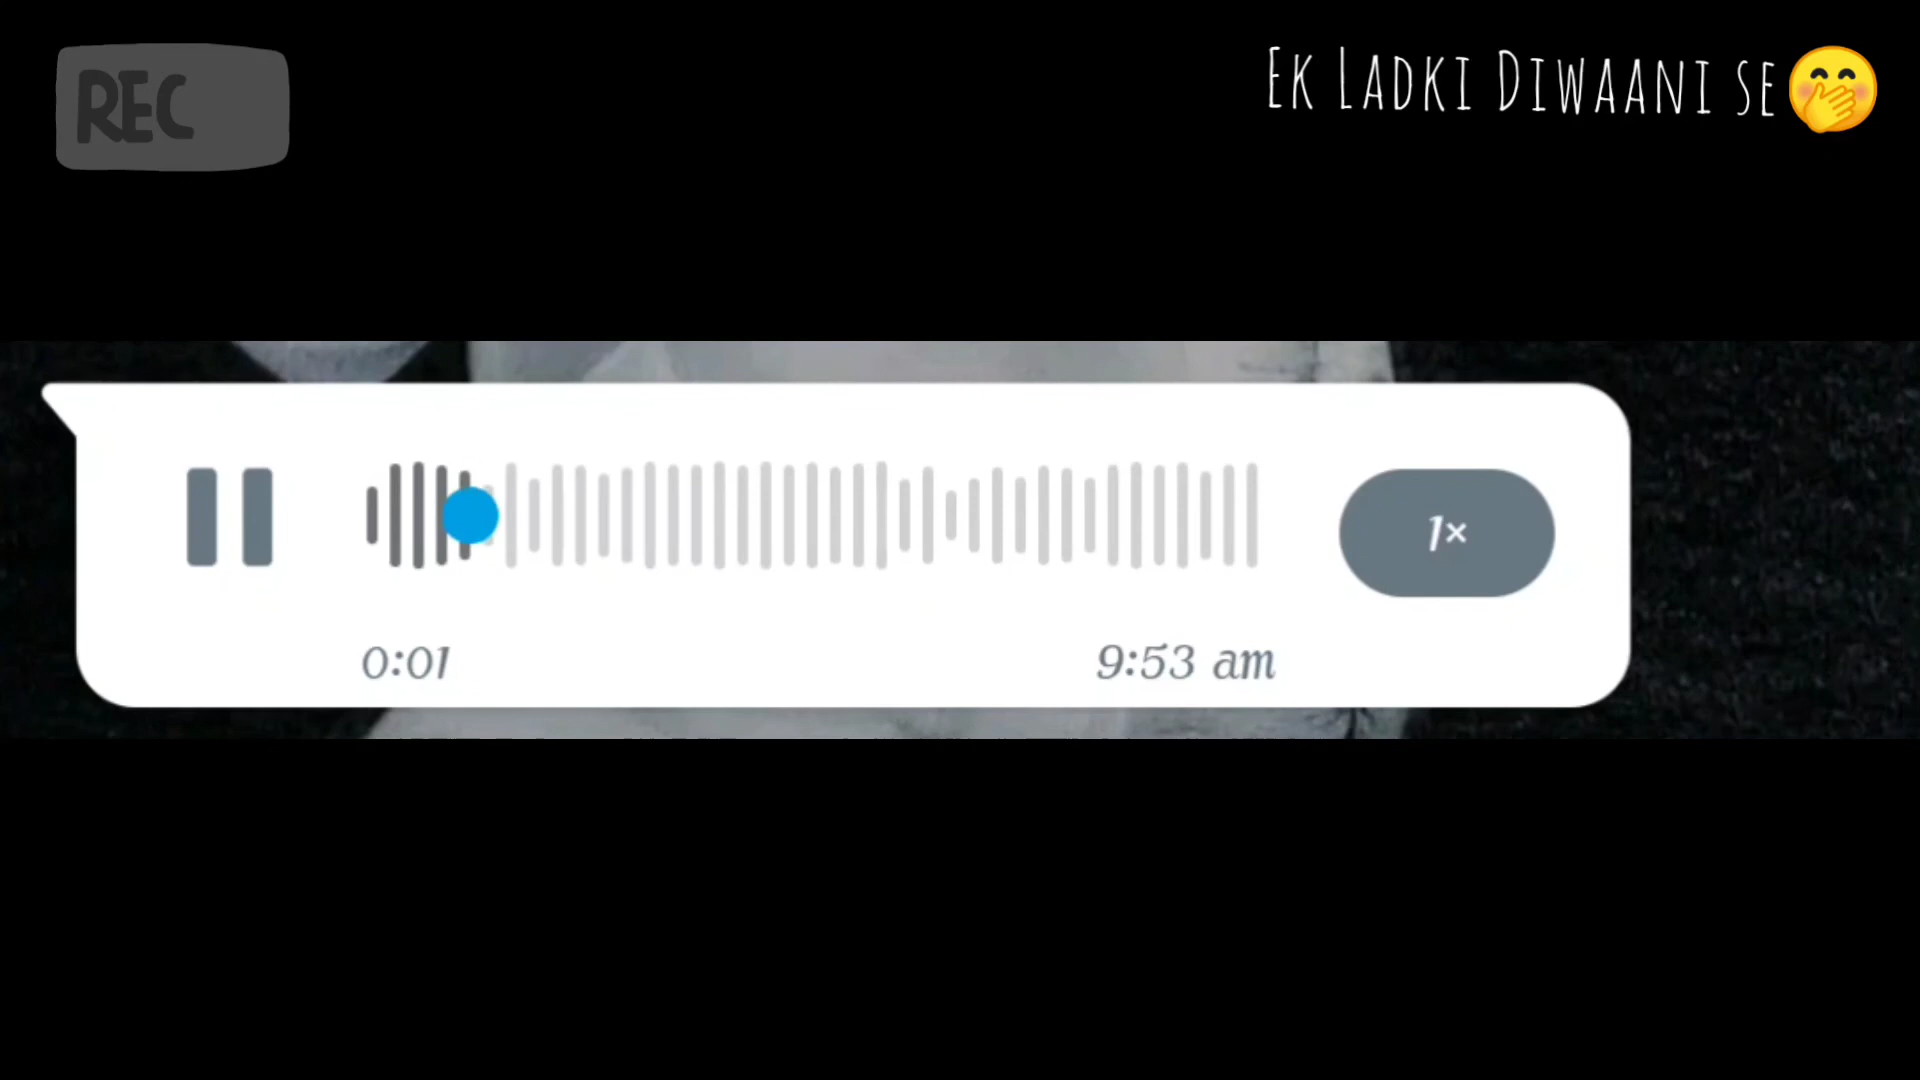 REC
EK LADKI DIWAANI SE🤭
1×
0:01
9:53 am